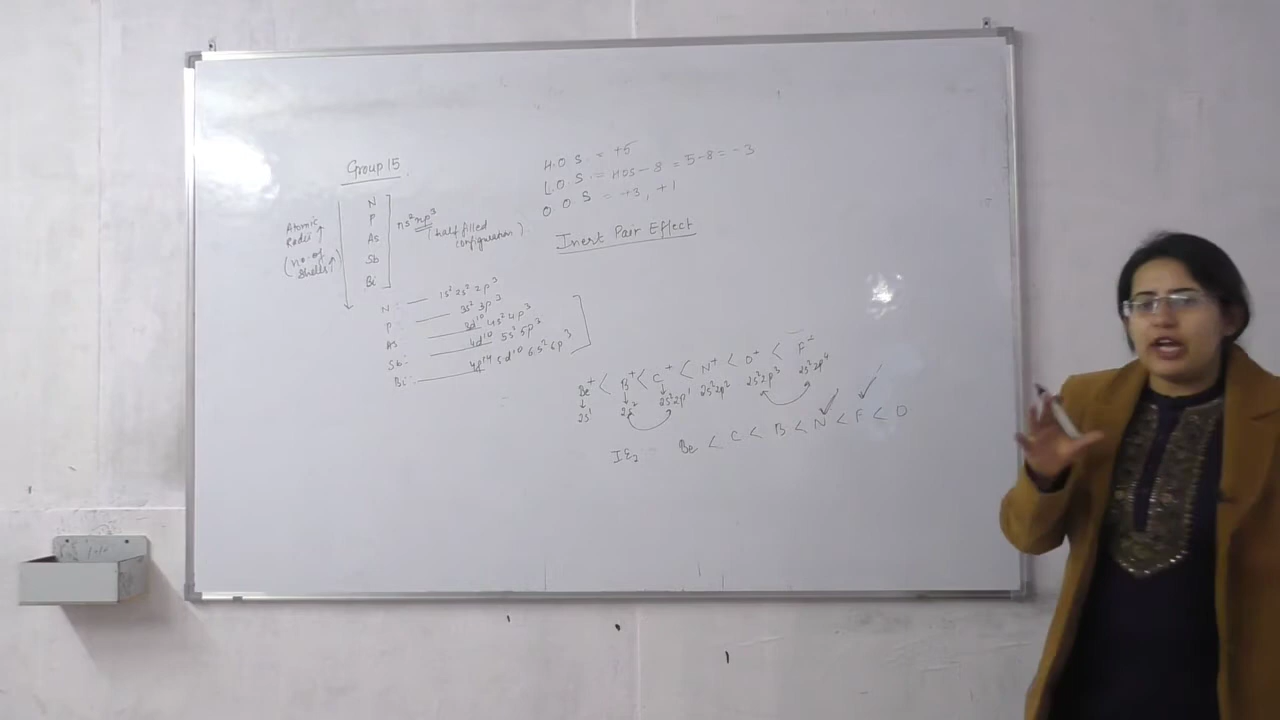 Group 15
N
P
As
Sb
Bi
ns² np³
(half filled
configuration)
Atomic
Radii ↑
(no. of
shells ↑)
N : — 1s² 2s² 2p³
P — 3s² 3p³
As : — 3d¹⁰ 4s² 4p³
Sb : — 4d¹⁰ 5s² 5p³
Bi : — 4f¹⁴ 5d¹⁰ 6s² 6p³
H.O.S. = +5
L.O.S. = HOS - 8 = 5-8 = -3
O.O.S = +3, +1
Inert Pair Effect
Be⁺ < B⁺ < C⁺ < N⁺ < O⁺ < F⁺
2s¹ 2s² 2s²2p¹ 2s²2p² 2s²2p³ 2s²2p⁴
IE₂ Be < C < B < N < F < O